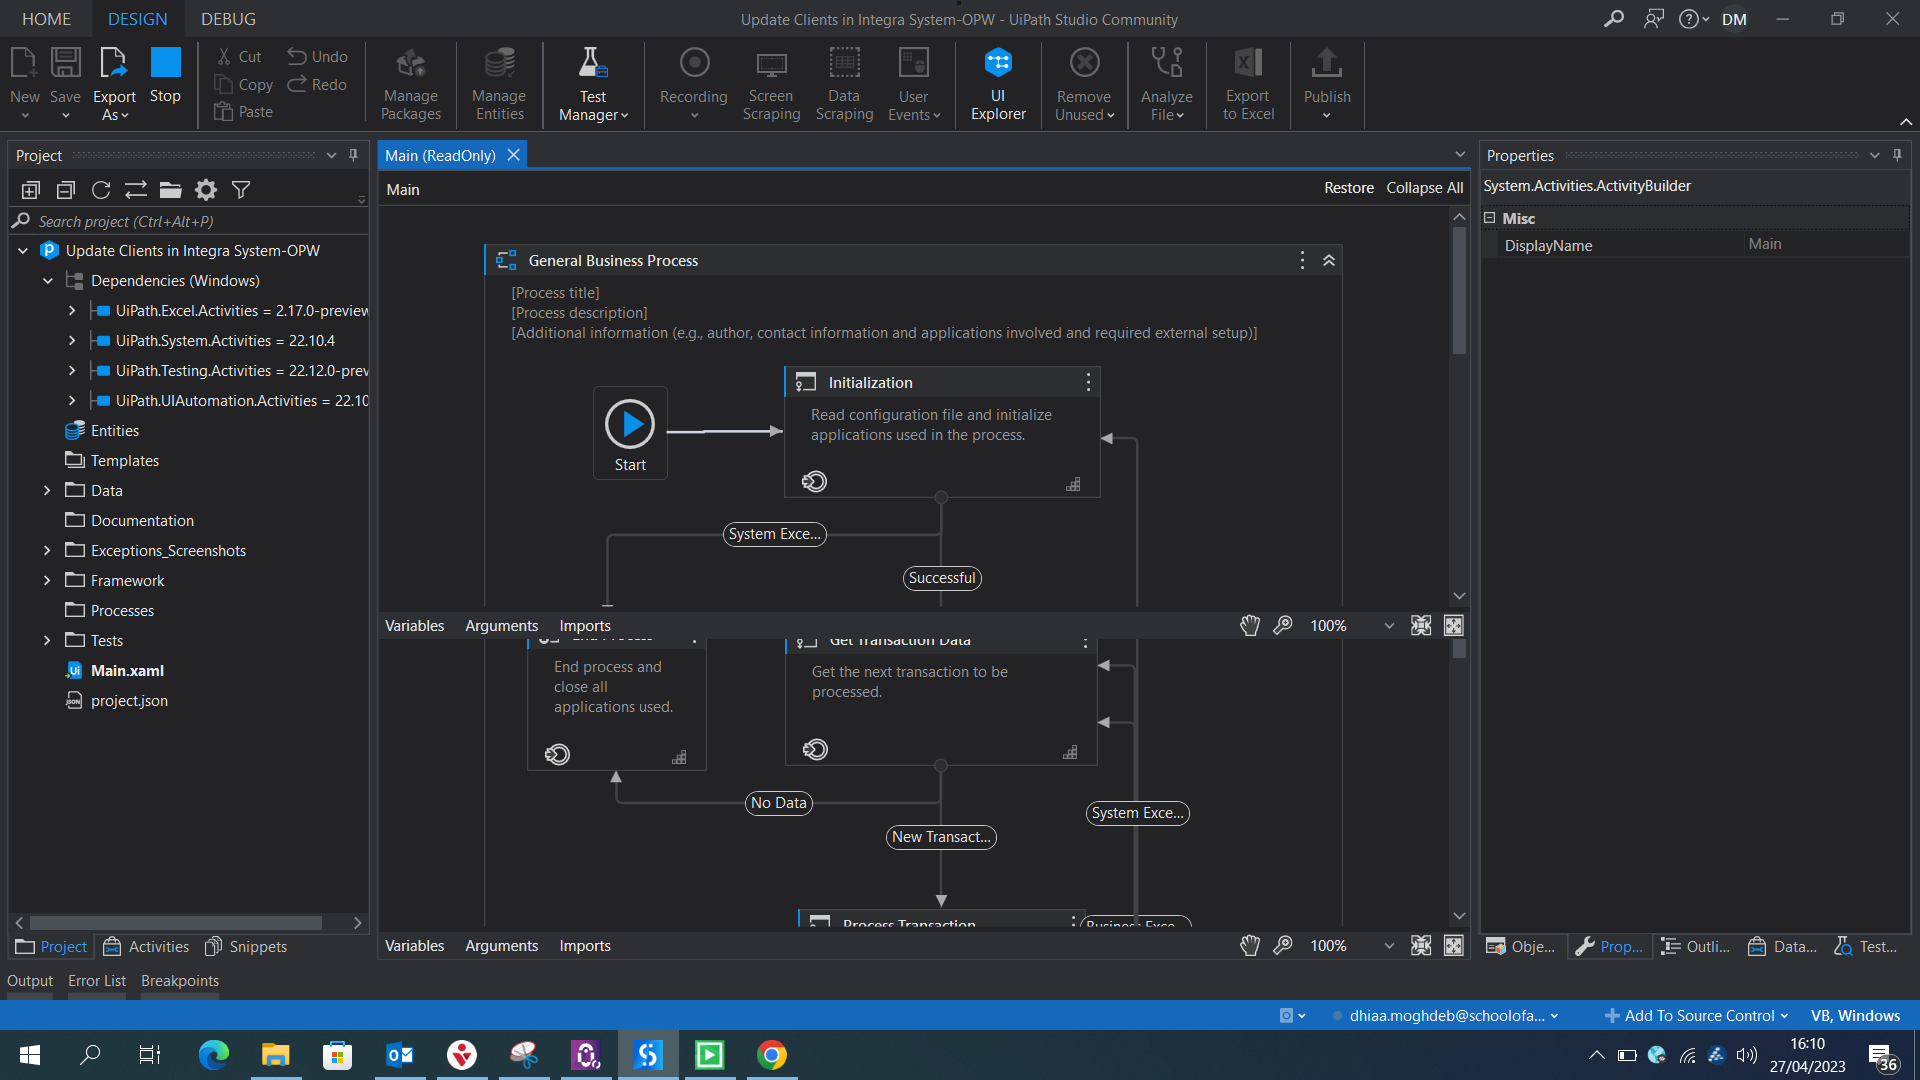 HOME DESIGN DEBUG
Update Clients in Integra System-OPW - UiPath Studio Community
DM
New
Save
Export As
Stop
Cut
Copy
Paste
Undo
Redo
Manage Packages
Manage Entities
Test Manager
Recording
Screen Scraping
Data Scraping
User Events
UI Explorer
Remove Unused
Analyze File
Export to Excel
Publish
Project
Search project (Ctrl+Alt+P)
Update Clients in Integra System-OPW
Dependencies (Windows)
UiPath.Excel.Activities = 2.17.0-preview
UiPath.System.Activities = 22.10.4
UiPath.Testing.Activities = 22.12.0-prev
UiPath.UIAutomation.Activities = 22.10
Entities
Templates
Data
Documentation
Exceptions_Screenshots
Framework
Processes
Tests
Main.xaml
project.json
Project Activities Snippets
Main (ReadOnly)
Main
Restore Collapse All
General Business Process
[Process title]
[Process description]
[Additional information (e.g., author, contact information and applications involved and required external setup)]
Start
Initialization
Read configuration file and initialize
applications used in the process.
System Exce...
Successful
Variables Arguments Imports 100%
End Process
End process and
close all
applications used.
Get Transaction Data
Get the next transaction to be
processed.
No Data
System Exce...
New Transact...
Process Transaction
Business Exce...
Variables Arguments Imports 100%
Properties
System.Activities.ActivityBuilder
Misc
DisplayName Main
Obje... Prop... Outli... Data... Test...
Output Error List Breakpoints
dhiaa.moghdeb@schoolofa... Add To Source Control VB, Windows
16:10
27/04/2023
36